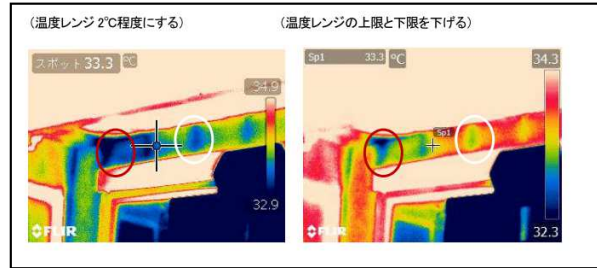 (温度レンジ 2℃程度にする)
(温度レンジの上限と下限を下げる)
スポット 33.3 ℃
34.9
32.9
FLIR
Sp1 33.3 ℃
34.3
Sp1
32.3
FLIR